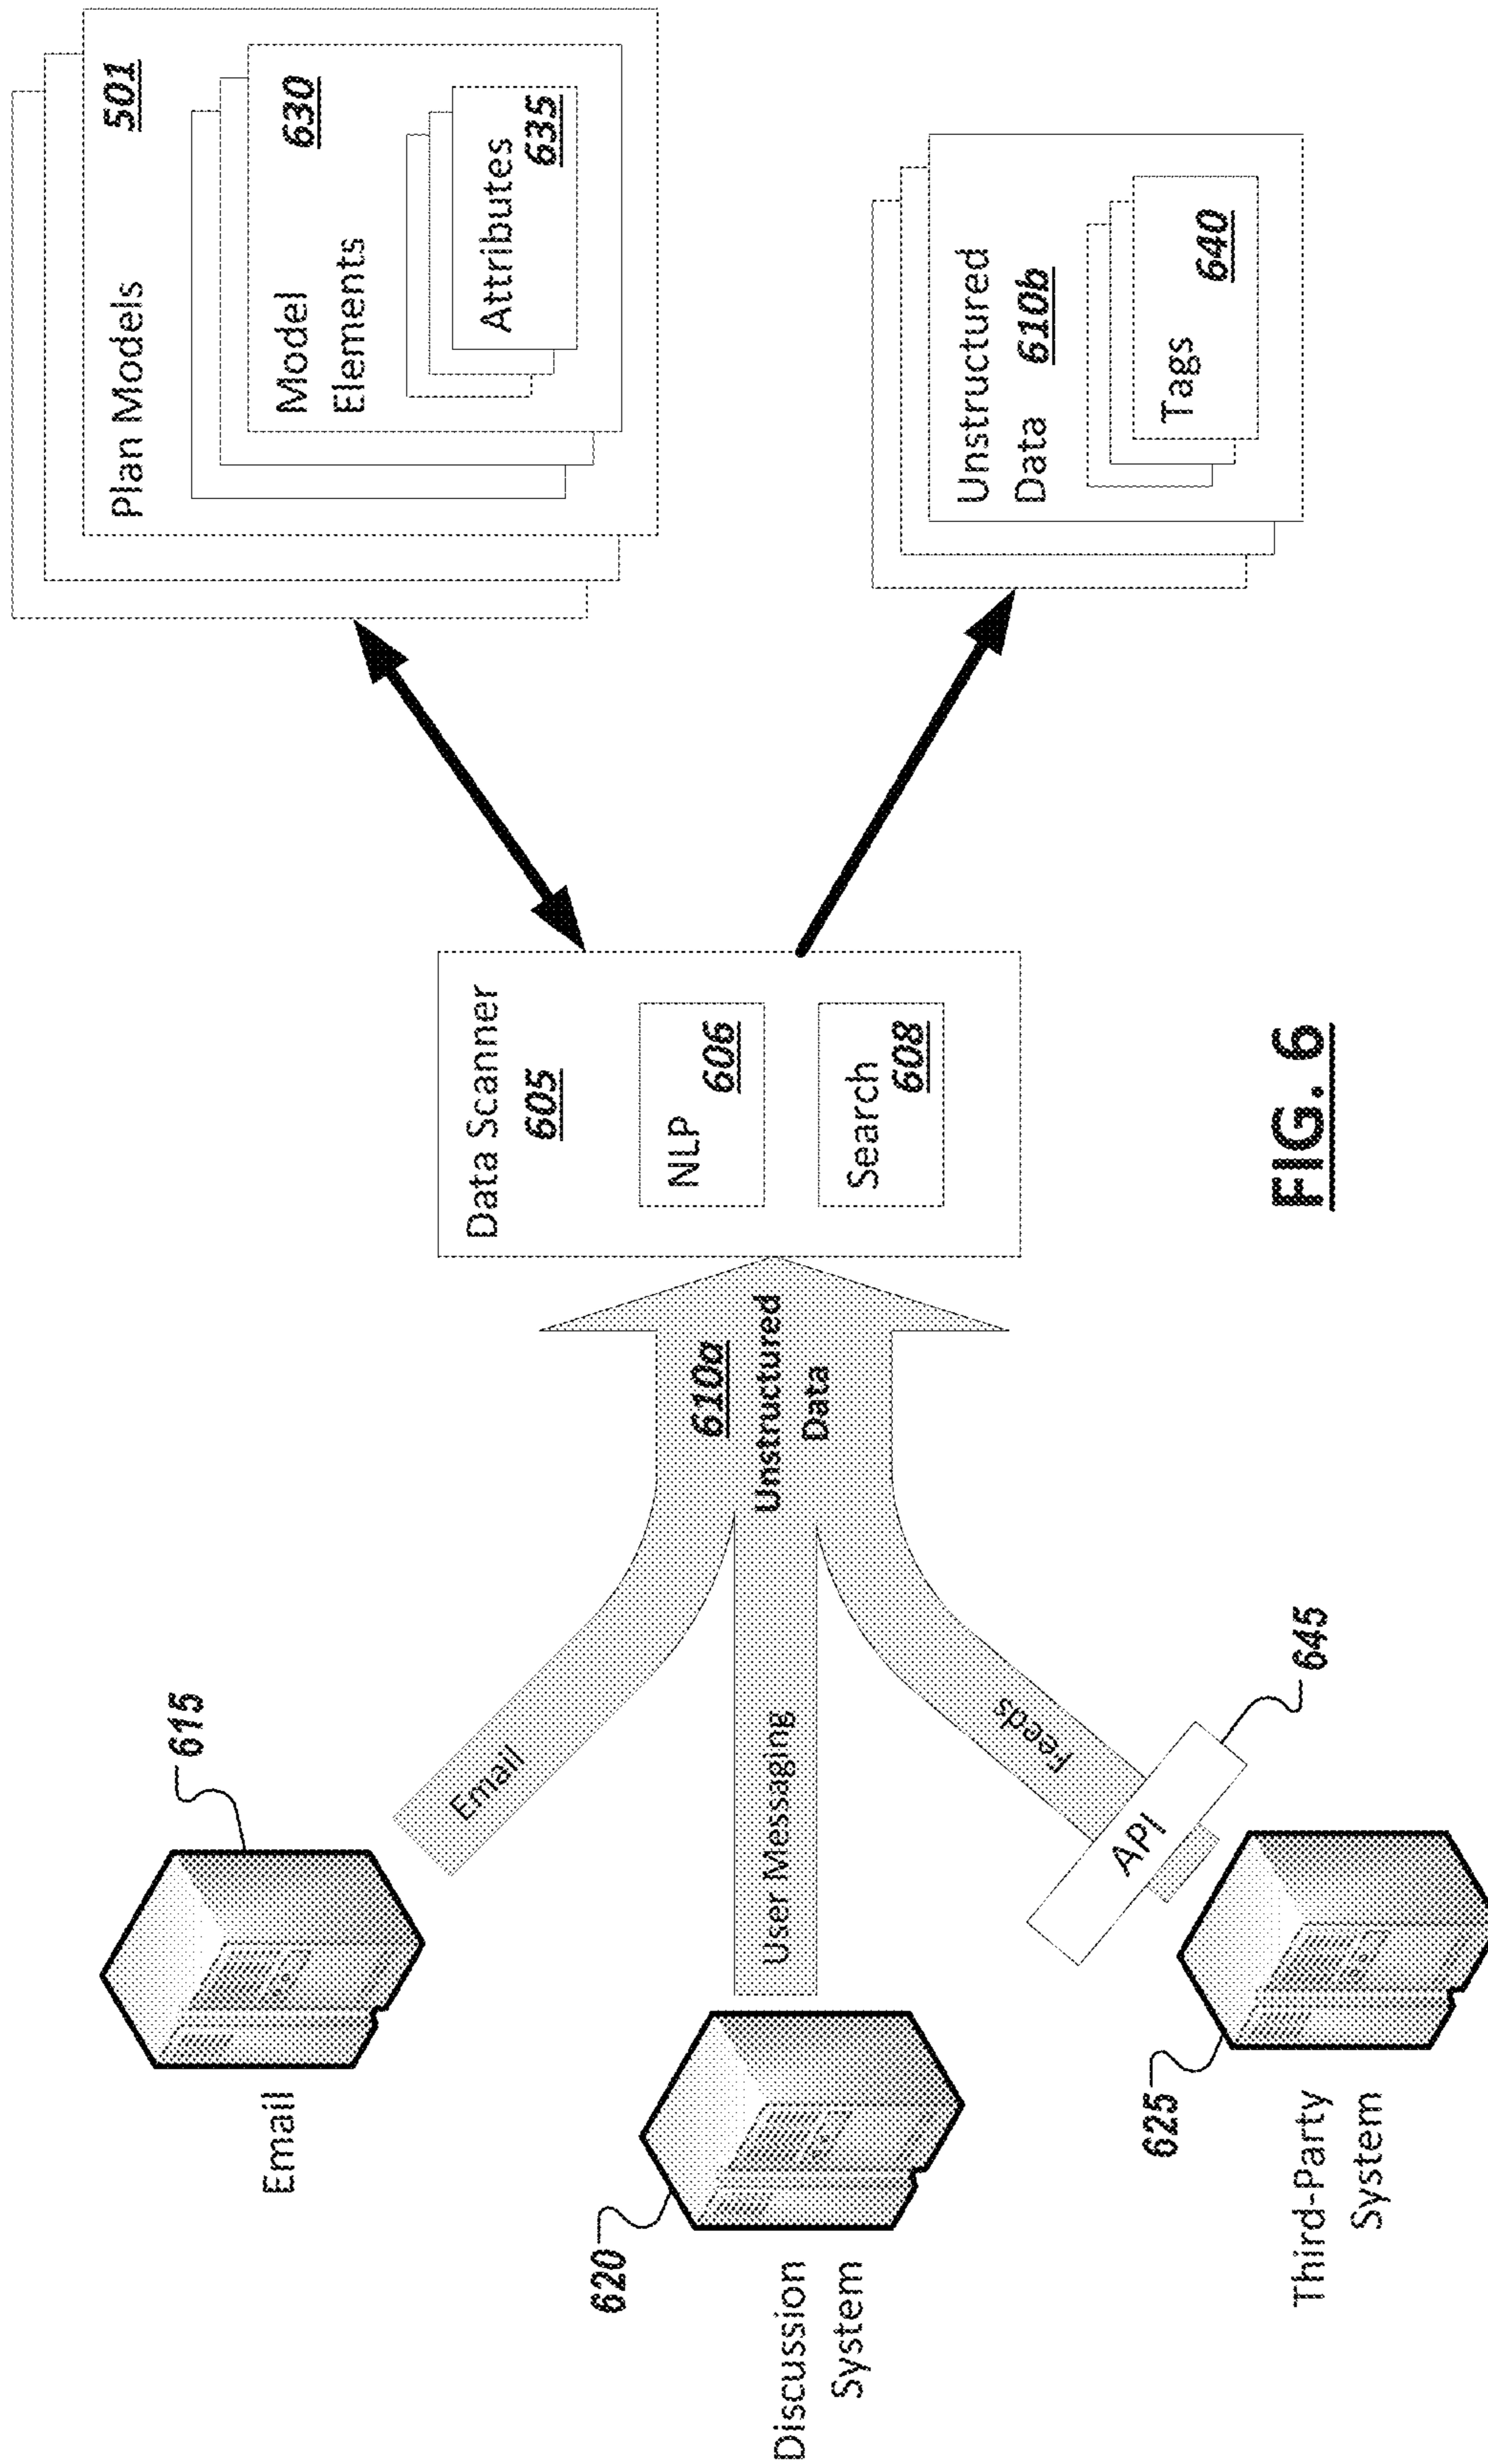 Email
615
Discussion
System
620
Third-Party
System
625
Email
User Messaging
Feeds
API
645
610a
Unstructured
Data
Data Scanner
605
NLP
606
Search
608
Plan Models
501
Model
Elements
630
Attributes
635
Unstructured
Data 610b
Tags
640
FIG. 6